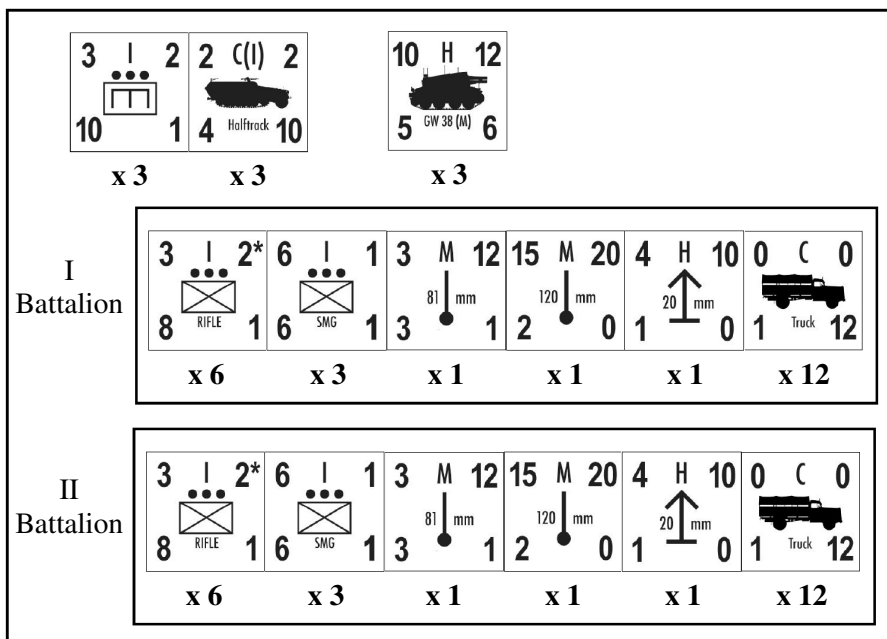 3 I 2 2 C(I) 2 10 H 12
Halftrack GW 38 (M)
10 1 4 10 5 6
x 3 x 3 x 3
I
Battalion
3 I 2* 6 I 1 3 M 12 15 M 20 4 H 10 0 C 0
81 mm 120 mm 20 mm
RIFLE SMG Truck
8 1 6 1 3 1 2 0 1 0 1 12
x 6 x 3 x 1 x 1 x 1 x 12
II
Battalion
3 I 2* 6 I 1 3 M 12 15 M 20 4 H 10 0 C 0
81 mm 120 mm 20 mm
RIFLE SMG Truck
8 1 6 1 3 1 2 0 1 0 1 12
x 6 x 3 x 1 x 1 x 1 x 12